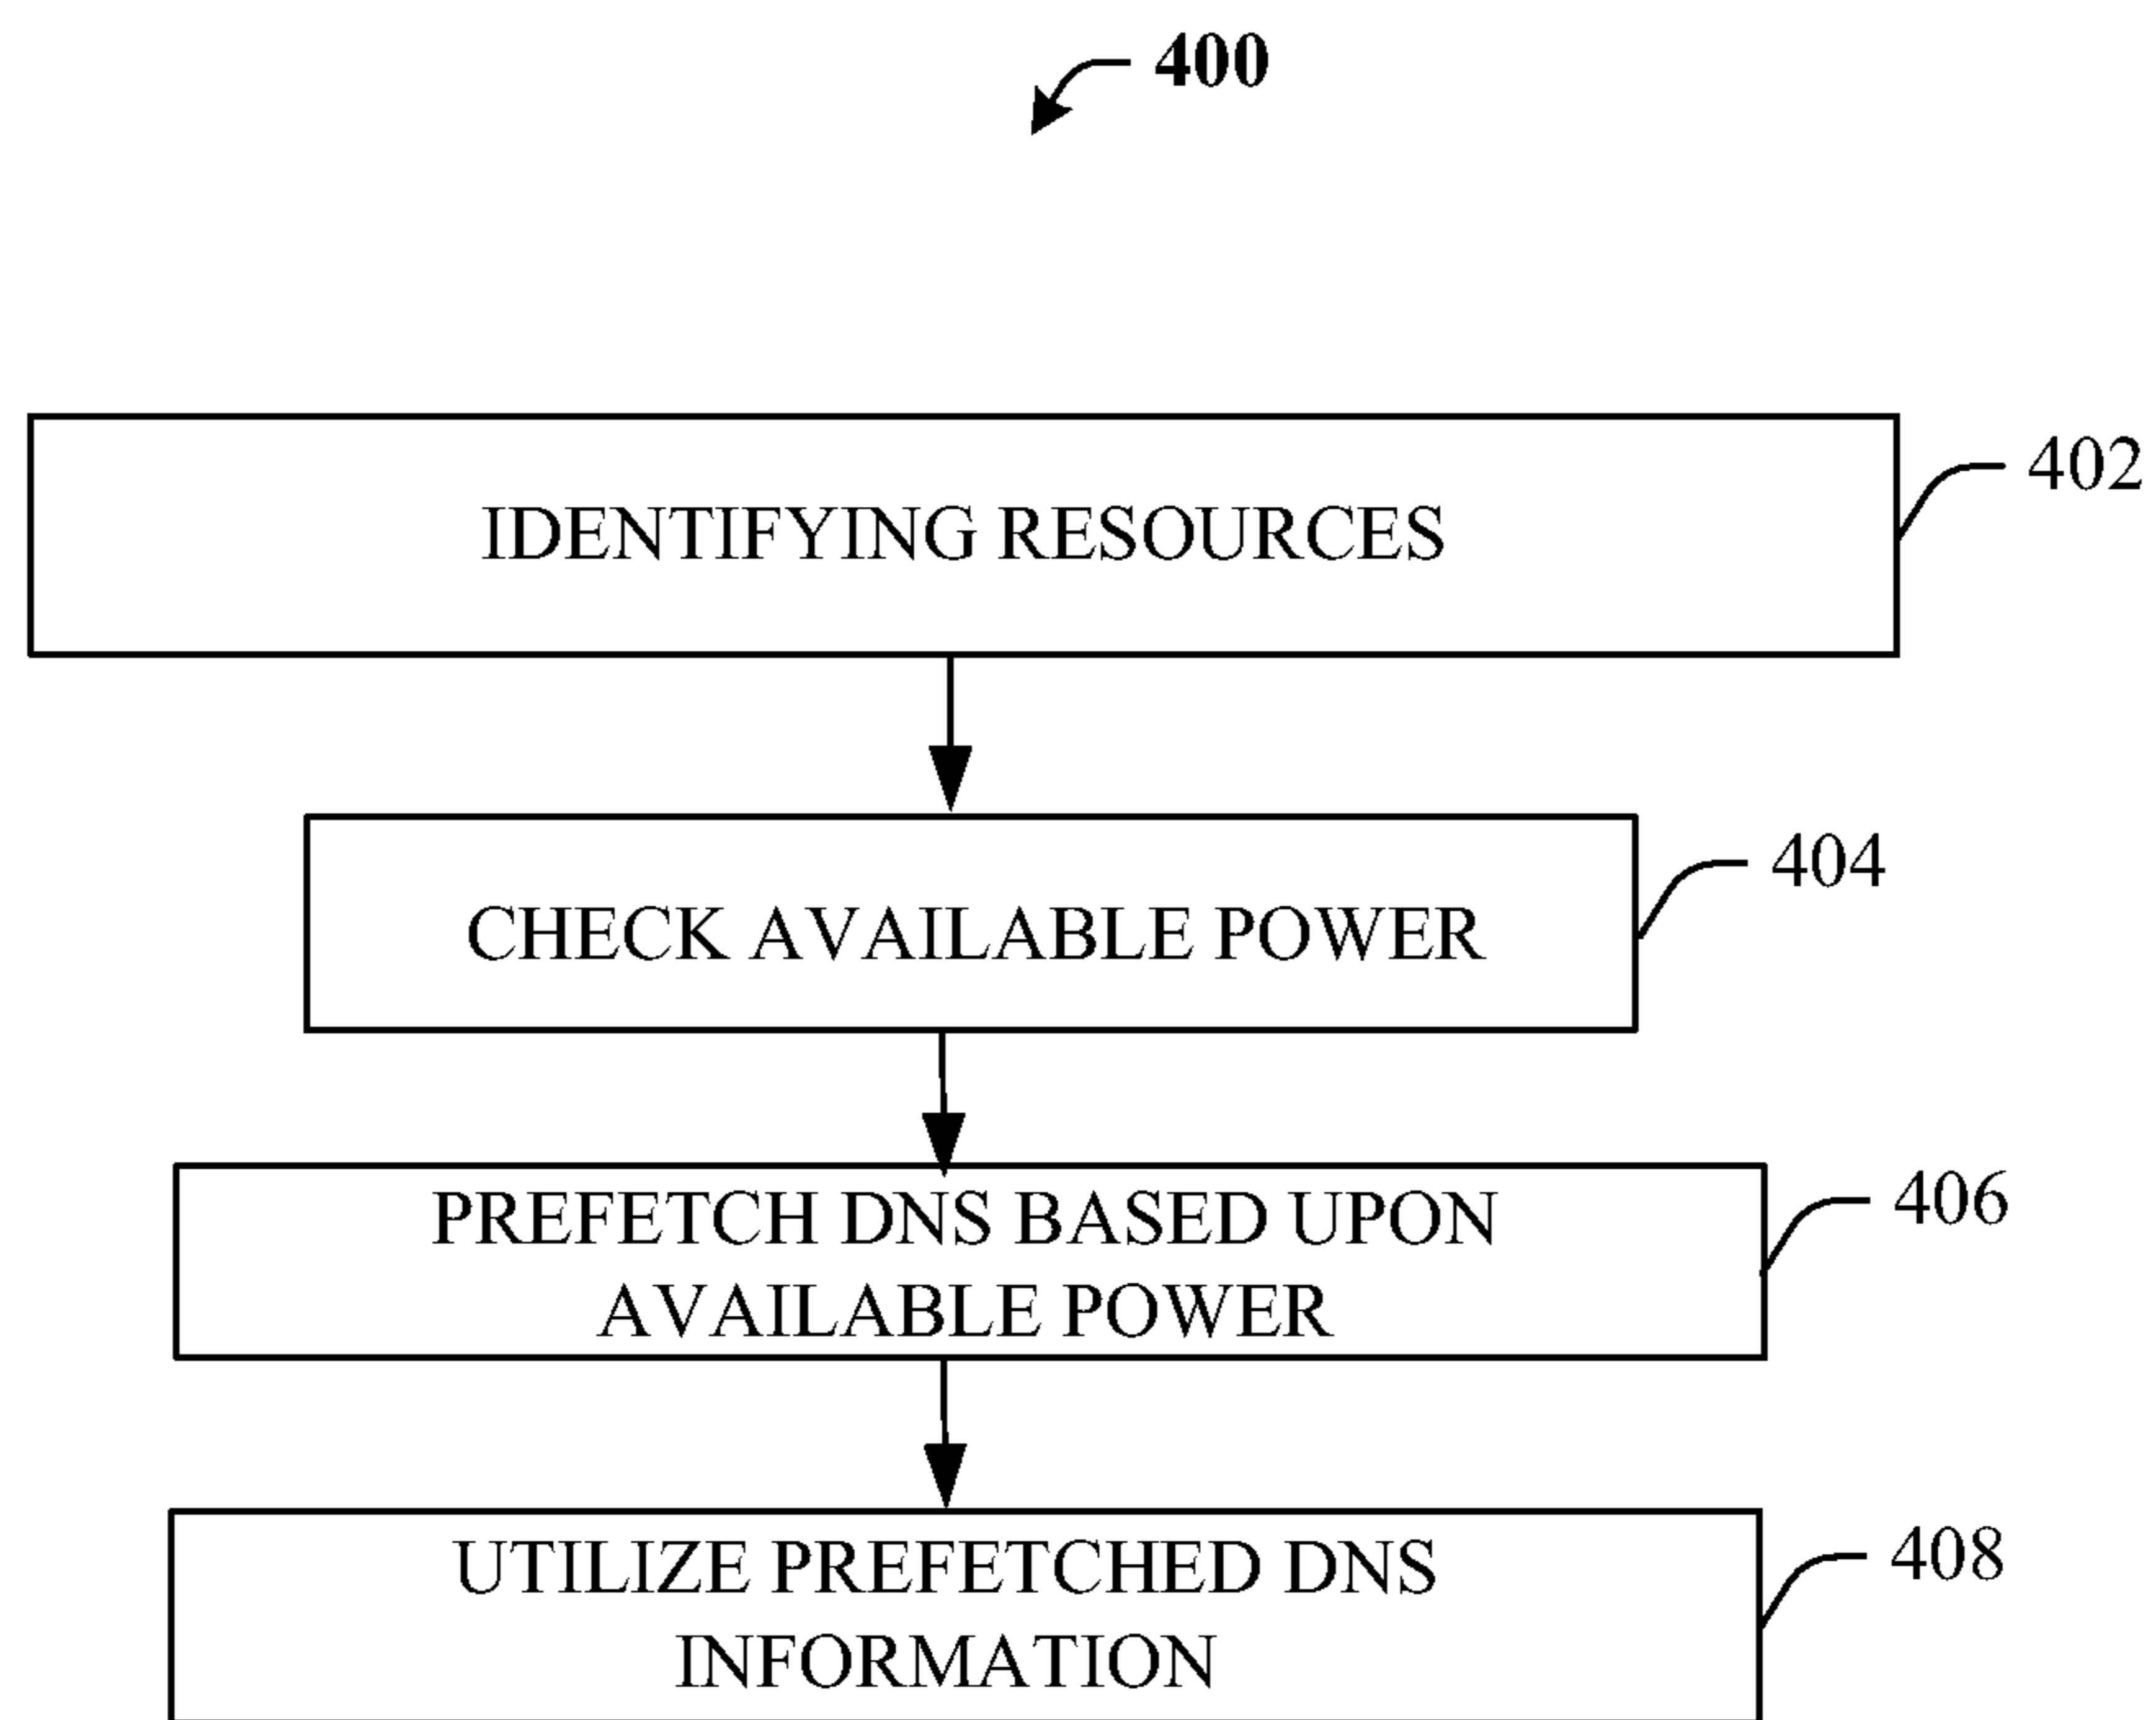 400
IDENTIFYING RESOURCES
402
CHECK AVAILABLE POWER
404
PREFETCH DNS BASED UPON
AVAILABLE POWER
406
UTILIZE PREFETCHED DNS
INFORMATION
408